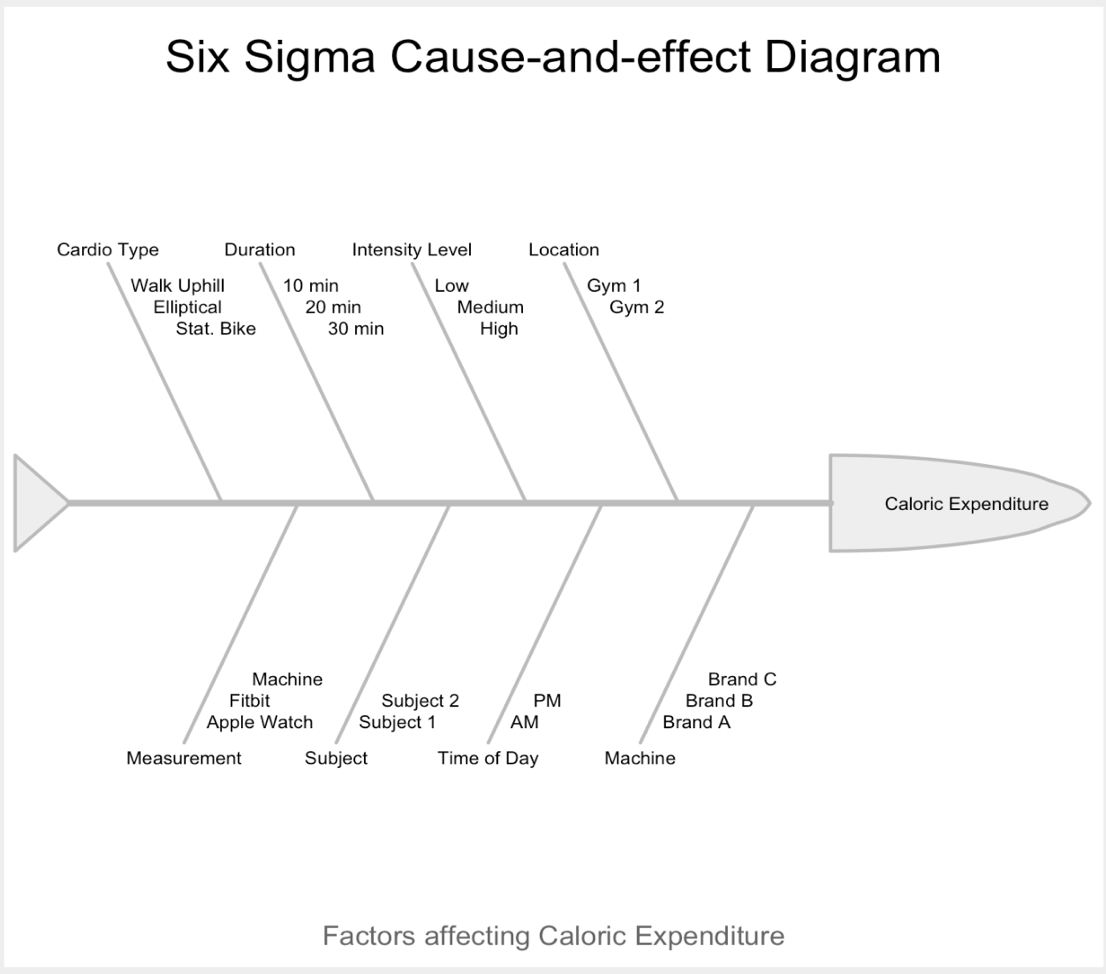 Six Sigma Cause-and-effect Diagram
Cardio Type
Walk Uphill
Elliptical
Stat. Bike
Duration
10 min
20 min
30 min
Intensity Level
Low
Medium
High
Location
Gym 1
Gym 2
Caloric Expenditure
Machine
Fitbit
Apple Watch
Measurement
Subject 2
Subject 1
Subject
PM
AM
Time of Day
Brand C
Brand B
Brand A
Machine
Factors affecting Caloric Expenditure